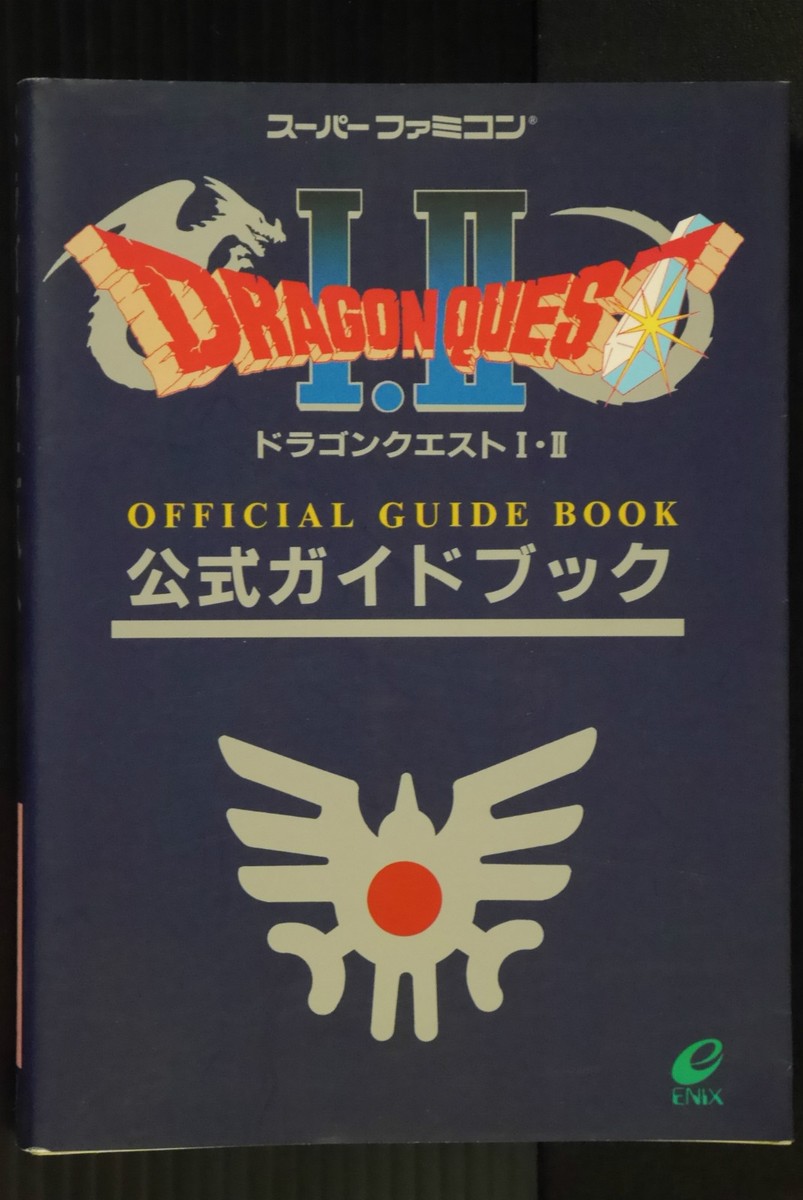 スーパーファミコン®
I・II
DRAGON QUEST
ドラゴンクエストI・II
OFFICIAL GUIDE BOOK
公式ガイドブック
ENIX